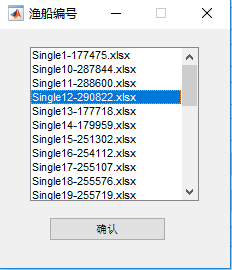 渔船编号
Single1-177475.xlsx
Single10-287844.xlsx
Single11-288600.xlsx
Single12-290822.xlsx
Single13-177718.xlsx
Single14-179959.xlsx
Single15-251302.xlsx
Single16-254112.xlsx
Single17-255107.xlsx
Single18-255576.xlsx
Single19-255719.xlsx
确认